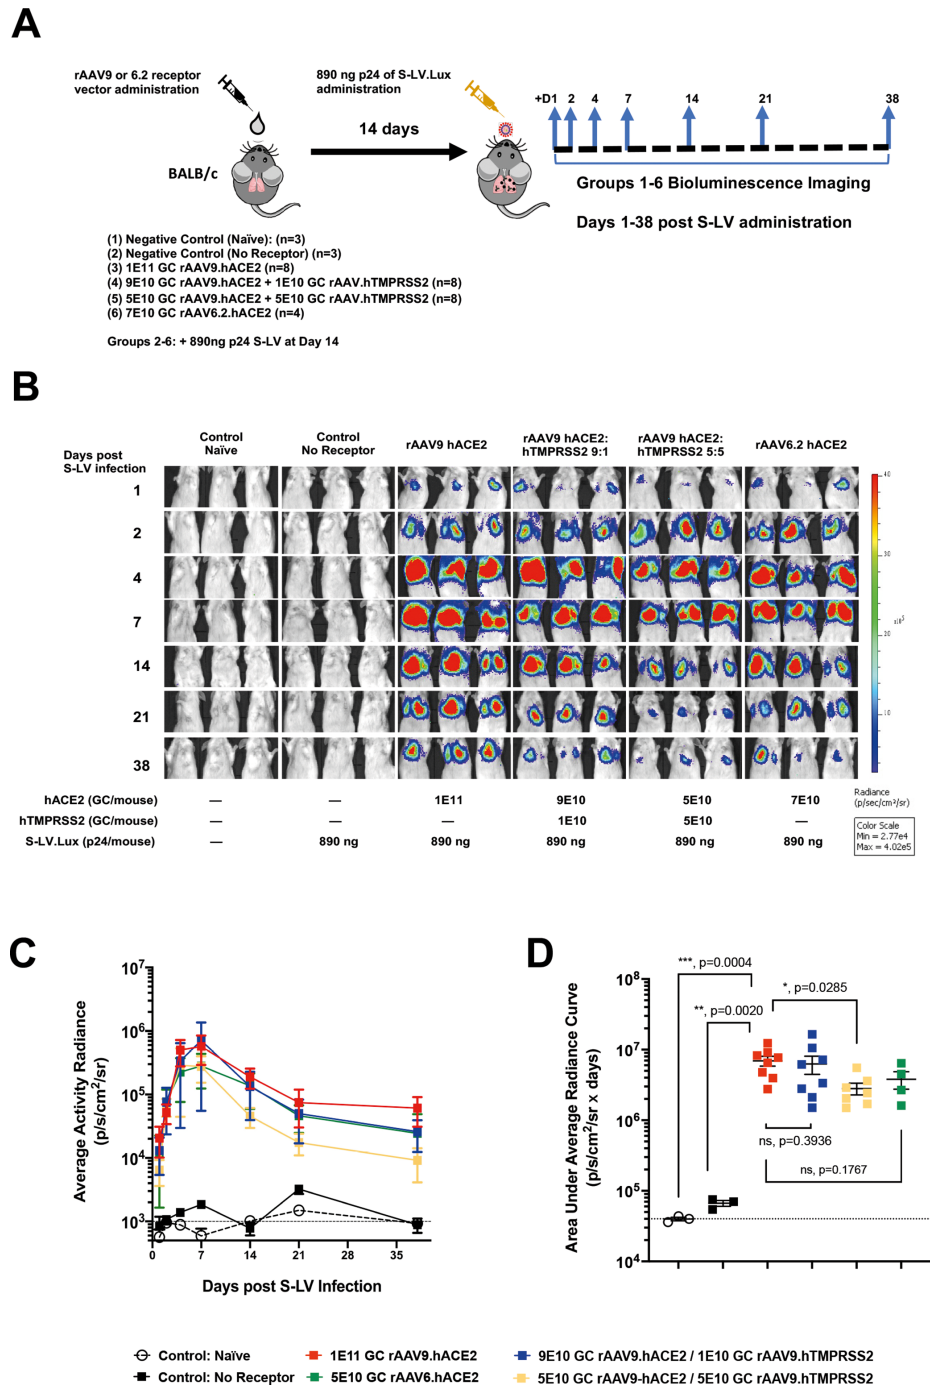 A
rAAV9 or 6.2 receptor
vector administration
890 ng p24 of S-LV.Lux
administration
14 days
BALB/c
+D1 2 4 7 14 21 38
Groups 1-6 Bioluminescence Imaging
Days 1-38 post S-LV administration
(1) Negative Control (Naïve): (n=3)
(2) Negative Control (No Receptor) (n=3)
(3) 1E11 GC rAAV9.hACE2 (n=8)
(4) 9E10 GC rAAV9.hACE2 + 1E10 GC rAAV.hTMPRSS2 (n=8)
(5) 5E10 GC rAAV9.hACE2 + 5E10 GC rAAV.hTMPRSS2 (n=8)
(6) 7E10 GC rAAV6.2.hACE2 (n=4)
Groups 2-6: + 890ng p24 S-LV at Day 14
B
Days post
S-LV infection
Control
Naïve
Control
No Receptor
rAAV9 hACE2
rAAV9 hACE2:
hTMPRSS2 9:1
rAAV9 hACE2:
hTMPRSS2 5:5
rAAV6.2 hACE2
1
2
4
7
14
21
38
40
30
20
x10⁵
10
Radiance
(p/sec/cm²/sr)
Color Scale
Min = 2.77e4
Max = 4.02e5
hACE2 (GC/mouse) — — 1E11 9E10 5E10 7E10
hTMPRSS2 (GC/mouse) — — — 1E10 5E10 —
S-LV.Lux (p24/mouse) — 890 ng 890 ng 890 ng 890 ng 890 ng
C
Average Activity Radiance
(p/s/cm²/sr)
10⁷
10⁶
10⁵
10⁴
10³
0 7 14 21 28 35
Days post S-LV Infection
D
Area Under Average Radiance Curve
(p/s/cm²/sr x days)
10⁸
10⁷
10⁶
10⁵
10⁴
***, p=0.0004
**, p=0.0020
*, p=0.0285
ns, p=0.3936
ns, p=0.1767
Control: Naïve
Control: No Receptor
1E11 GC rAAV9.hACE2
5E10 GC rAAV6.hACE2
9E10 GC rAAV9.hACE2 / 1E10 GC rAAV9.hTMPRSS2
5E10 GC rAAV9-hACE2 / 5E10 GC rAAV9.hTMPRSS2